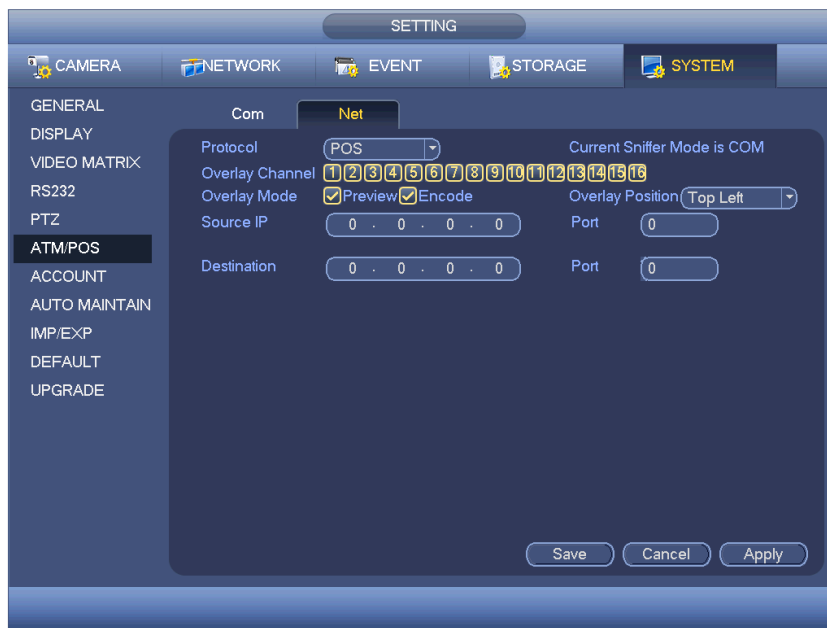 SETTING
CAMERA NETWORK EVENT STORAGE SYSTEM
GENERAL
DISPLAY
VIDEO MATRIX
RS232
PTZ
ATM/POS
ACCOUNT
AUTO MAINTAIN
IMP/EXP
DEFAULT
UPGRADE
Com Net
Protocol POS Current Sniffer Mode is COM
Overlay Channel 1 2 3 4 5 6 7 8 9 10 11 12 13 14 15 16
Overlay Mode Preview Encode Overlay Position Top Left
Source IP 0 . 0 . 0 . 0 Port 0
Destination 0 . 0 . 0 . 0 Port 0
Save Cancel Apply